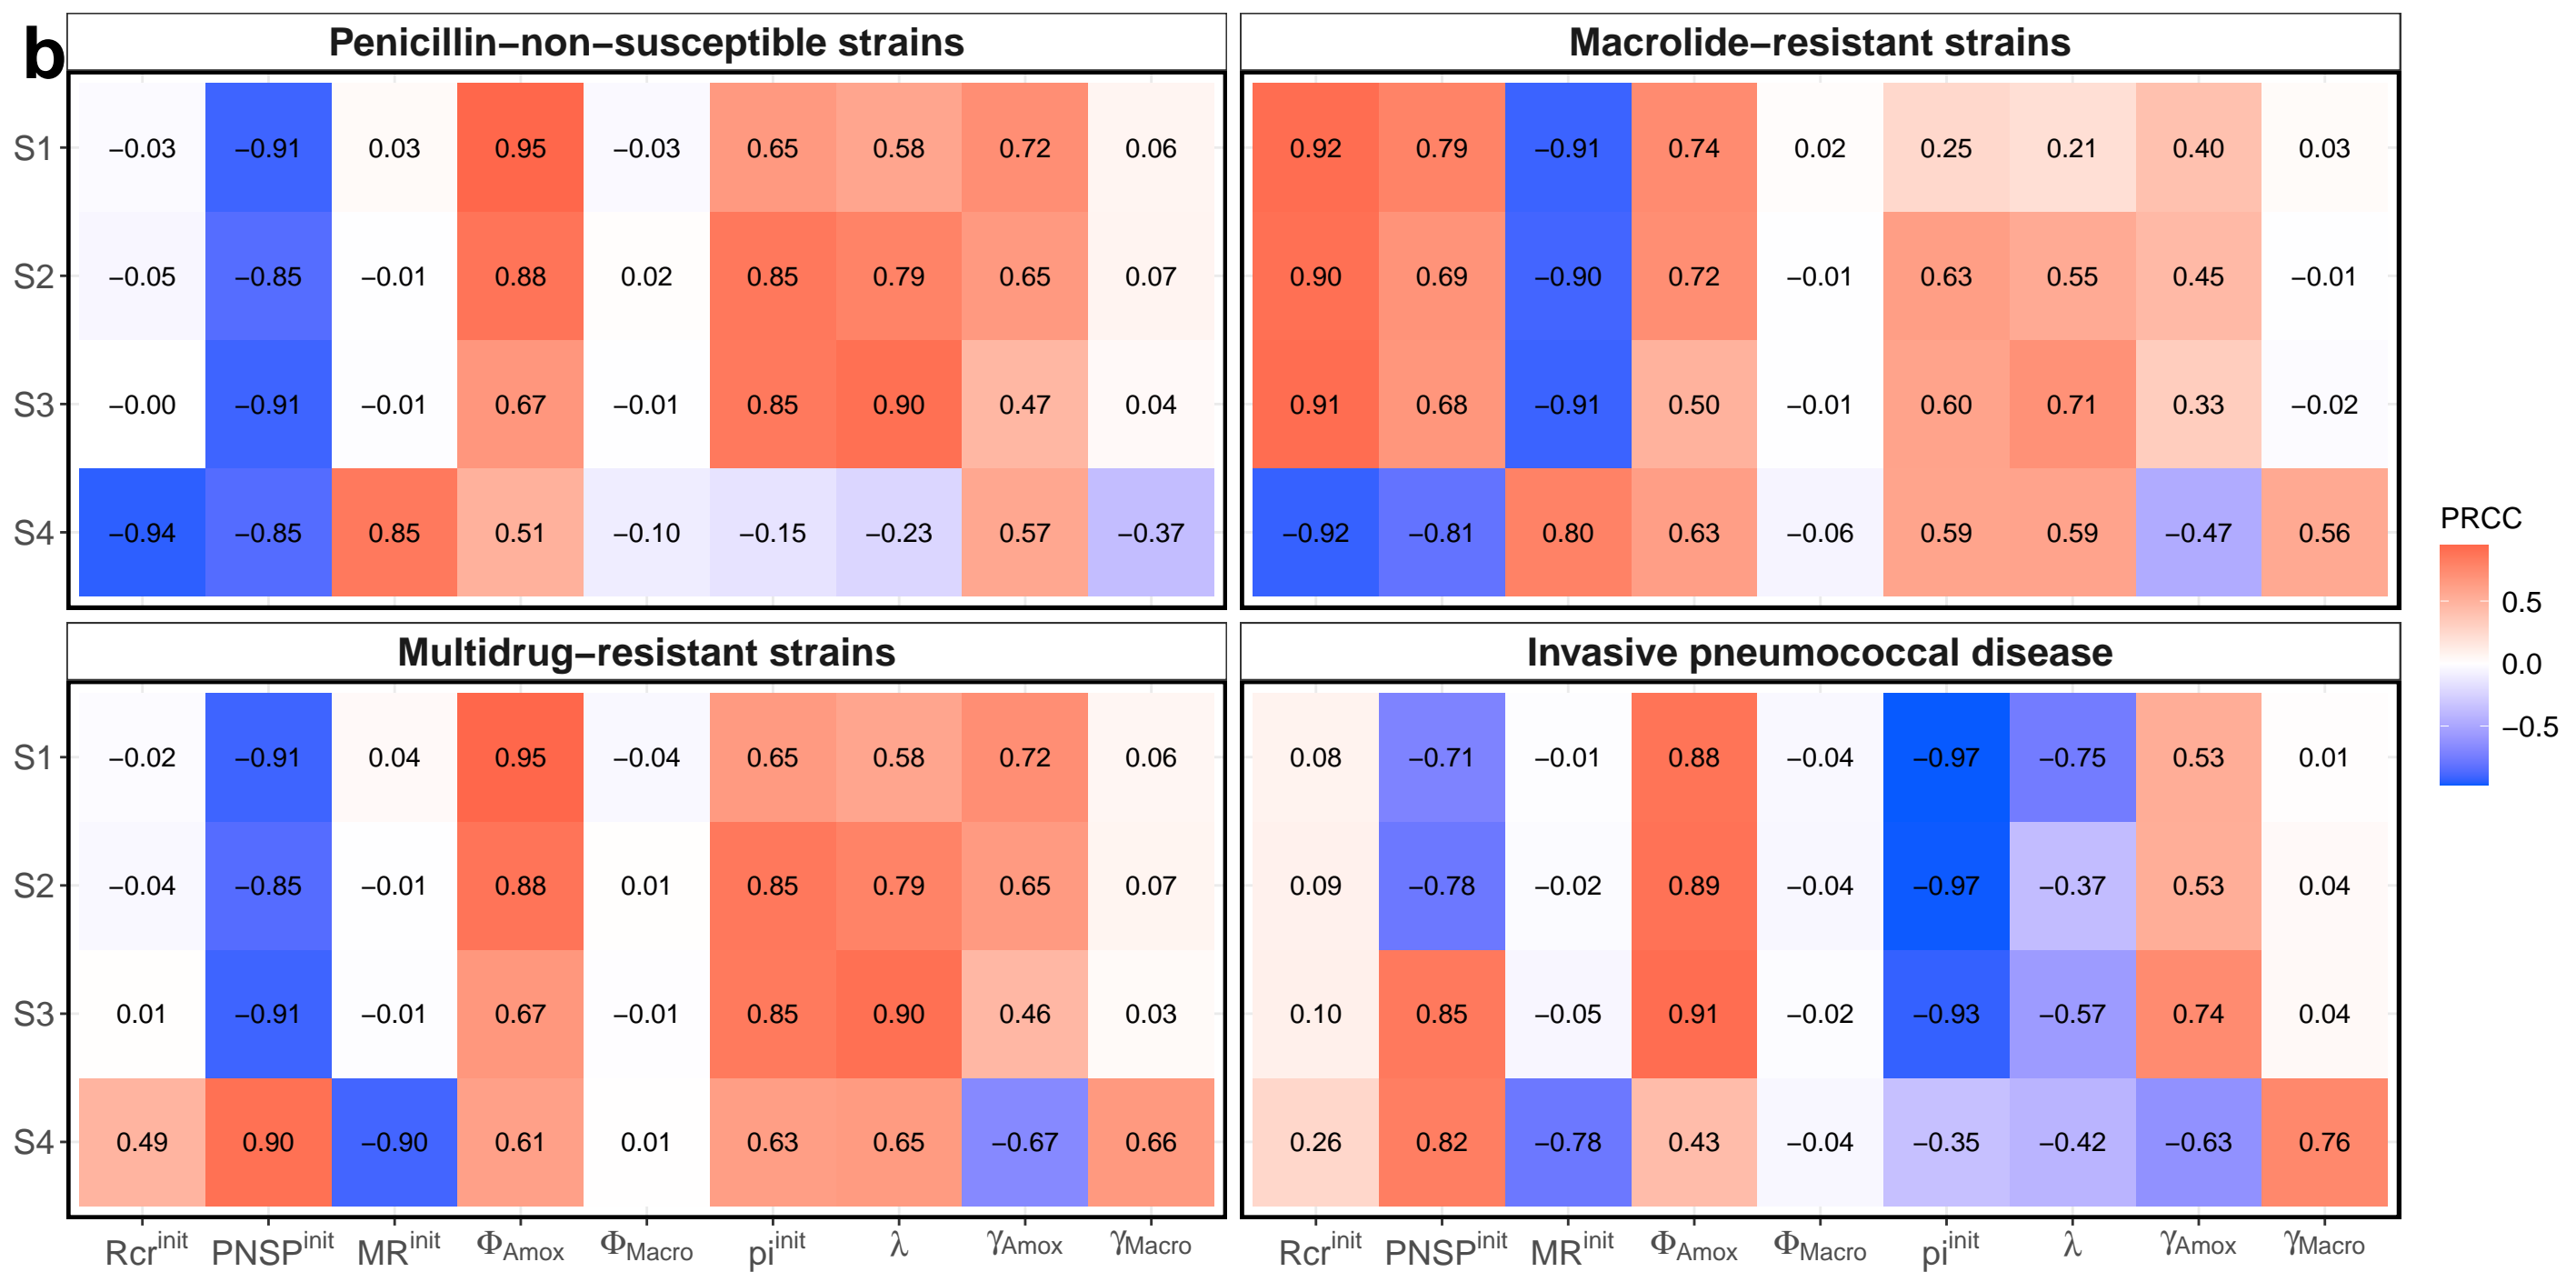 b
Penicillin–non–susceptible strains
Macrolide–resistant strains
S1 −0.03 −0.91 0.03 0.95 −0.03 0.65 0.58 0.72 0.06 0.92 0.79 −0.91 0.74 0.02 0.25 0.21 0.40 0.03
S2 −0.05 −0.85 −0.01 0.88 0.02 0.85 0.79 0.65 0.07 0.90 0.69 −0.90 0.72 −0.01 0.63 0.55 0.45 −0.01
S3 −0.00 −0.91 −0.01 0.67 −0.01 0.85 0.90 0.47 0.04 0.91 0.68 −0.91 0.50 −0.01 0.60 0.71 0.33 −0.02
S4 −0.94 −0.85 0.85 0.51 −0.10 −0.15 −0.23 0.57 −0.37 −0.92 −0.81 0.80 0.63 −0.06 0.59 0.59 −0.47 0.56
Multidrug–resistant strains
Invasive pneumococcal disease
S1 −0.02 −0.91 0.04 0.95 −0.04 0.65 0.58 0.72 0.06 0.08 −0.71 −0.01 0.88 −0.04 −0.97 −0.75 0.53 0.01
S2 −0.04 −0.85 −0.01 0.88 0.01 0.85 0.79 0.65 0.07 0.09 −0.78 −0.02 0.89 −0.04 −0.97 −0.37 0.53 0.04
S3 0.01 −0.91 −0.01 0.67 −0.01 0.85 0.90 0.46 0.03 0.10 0.85 −0.05 0.91 −0.02 −0.93 −0.57 0.74 0.04
S4 0.49 0.90 −0.90 0.61 0.01 0.63 0.65 −0.67 0.66 0.26 0.82 −0.78 0.43 −0.04 −0.35 −0.42 −0.63 0.76
Rcr^init PNSP^init MR^init Φ_Amox Φ_Macro pi^init λ γ_Amox γ_Macro Rcr^init PNSP^init MR^init Φ_Amox Φ_Macro pi^init λ γ_Amox γ_Macro
PRCC
0.5
0.0
−0.5